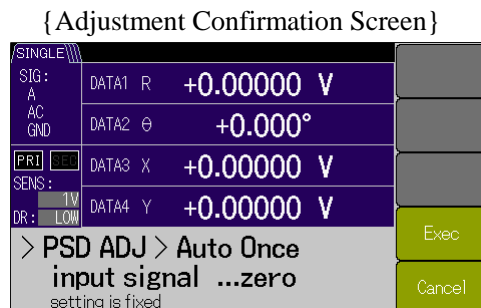 {Adjustment Confirmation Screen}
SINGLE
SIG:
A
AC
GND
DATA1 R +0.00000 V
DATA2 θ +0.000°
DATA3 X +0.00000 V
DATA4 Y +0.00000 V
PRI SEC
SENS:
1V
DR: LOW
> PSD ADJ > Auto Once
input signal ...zero
setting is fixed
Exec
Cancel